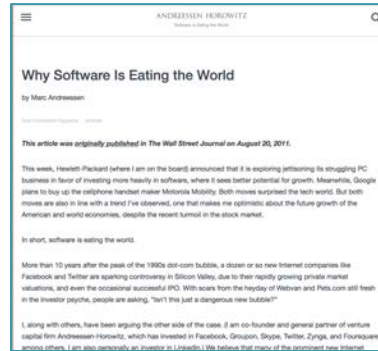 ANDREESSEN HOROWITZ
Software Is Eating the World
Why Software Is Eating the World
by Marc Andreessen
This article was originally published in The Wall Street Journal on August 20, 2011.
This week, Hewlett-Packard (where I am on the board) announced that it is exploring jettisoning its struggling PC
business in favor of investing more heavily in software, where it sees better potential for growth. Meanwhile, Google
plans to buy up the cellphone handset maker Motorola Mobility. Both moves surprised the tech world. But both
moves are also in line with a trend I've observed, one that makes me optimistic about the future growth of the
American and world economies, despite the recent turmoil in the stock market.
In short, software is eating the world.
More than 10 years after the peak of the 1990s dot-com bubble, a dozen or so new Internet companies like
Facebook and Twitter are sparking controversy in Silicon Valley, due to their rapidly growing private market
valuations, and even the occasional successful IPO. With scars from the heyday of Webvan and Pets.com still fresh
in the investor psyche, people are asking, "Isn't this just a dangerous new bubble?"
I, along with others, have been arguing the other side of the case. (I am co-founder and general partner of venture
capital firm Andreessen-Horowitz, which has invested in Facebook, Groupon, Skype, Twitter, Zynga, and Foursquare,
among others. I am also personally an investor in LinkedIn.) We believe that many of the prominent new Internet